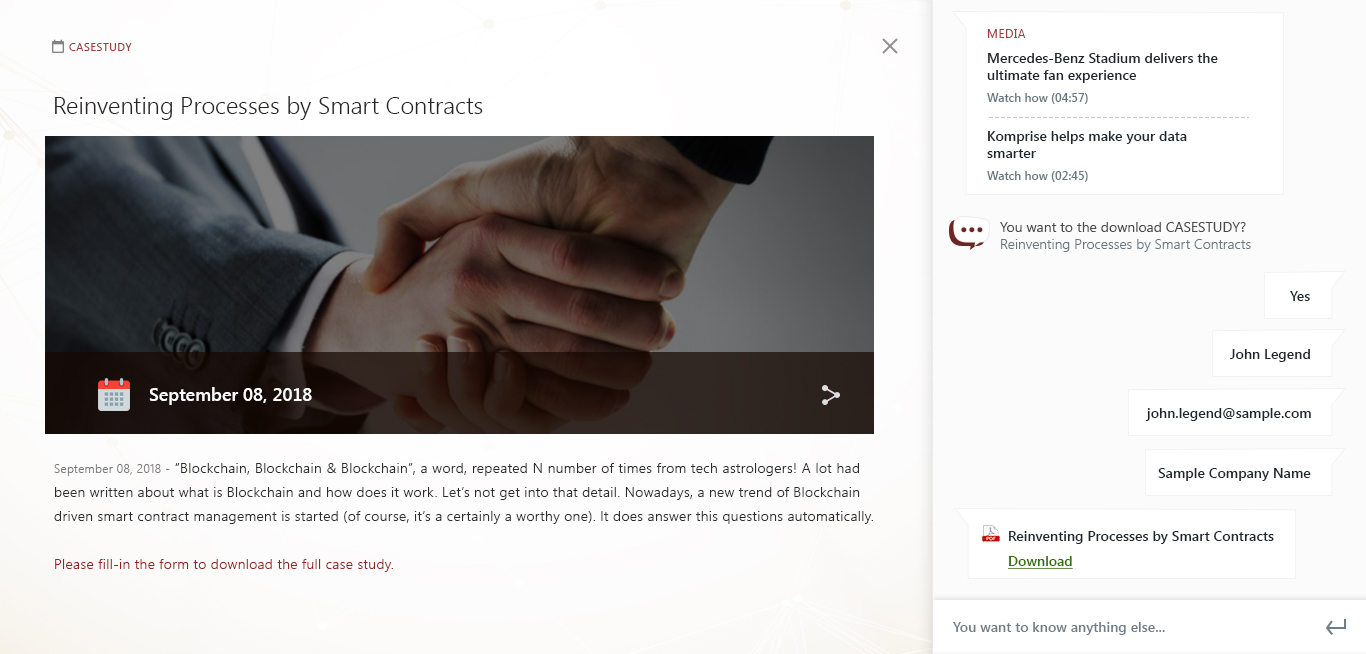 CASESTUDY
Reinventing Processes by Smart Contracts
September 08, 2018
September 08, 2018 - “Blockchain, Blockchain & Blockchain”, a word, repeated N number of times from tech astrologers! A lot had
been written about what is Blockchain and how does it work. Let’s not get into that detail. Nowadays, a new trend of Blockchain
driven smart contract management is started (of course, it’s a certainly a worthy one). It does answer this questions automatically.
Please fill-in the form to download the full case study.
MEDIA
Mercedes-Benz Stadium delivers the
ultimate fan experience
Watch how (04:57)
Komprise helps make your data
smarter
Watch how (02:45)
You want to the download CASESTUDY?
Reinventing Processes by Smart Contracts
Yes
John Legend
john.legend@sample.com
Sample Company Name
PDF
Reinventing Processes by Smart Contracts
Download
You want to know anything else...